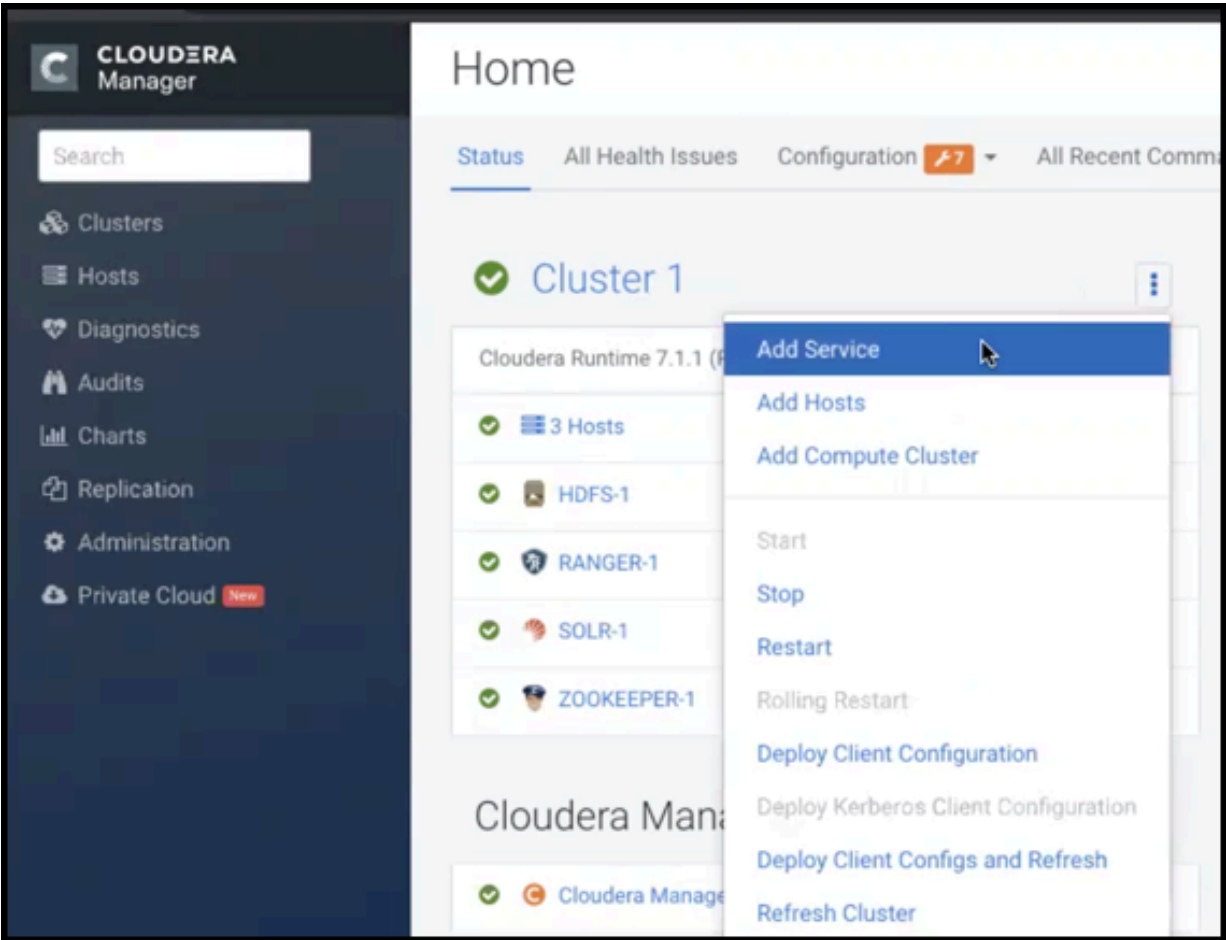 CLOUDERA
Manager
Search
Clusters
Hosts
Diagnostics
Audits
Charts
Replication
Administration
Private Cloud New
Home
Status All Health Issues Configuration 7 All Recent
Cluster 1
Cloudera Runtime 7.1.1
3 Hosts
HDFS-1
RANGER-1
SOLR-1
ZOOKEEPER-1
Cloudera
Cloudera
Add Service
Add Hosts
Add Compute Cluster
Start
Stop
Restart
Rolling Restart
Deploy Client Configuration
Deploy Kerberos Client Configuration
Deploy Client Configs and Refresh
Refresh Cluster